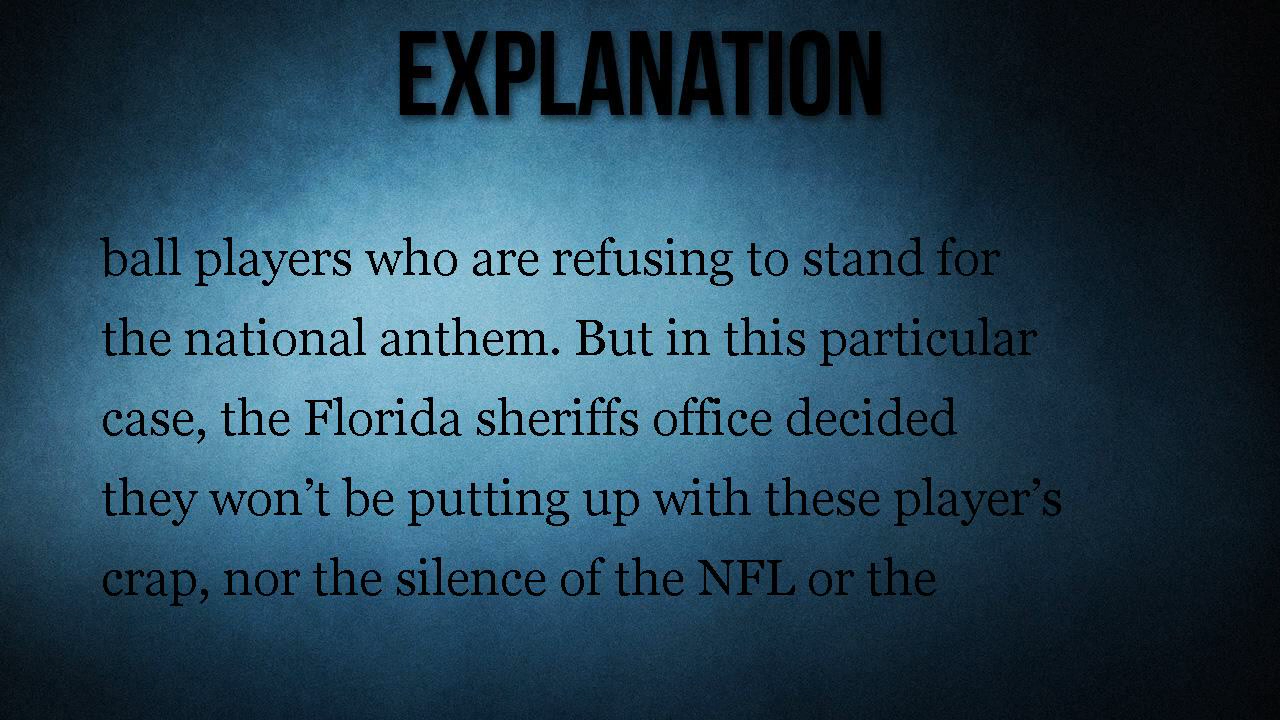 EXPLANATION
ball players who are refusing to stand for
the national anthem. But in this particular
case, the Florida sheriffs office decided
they won’t be putting up with these player’s
crap, nor the silence of the NFL or the